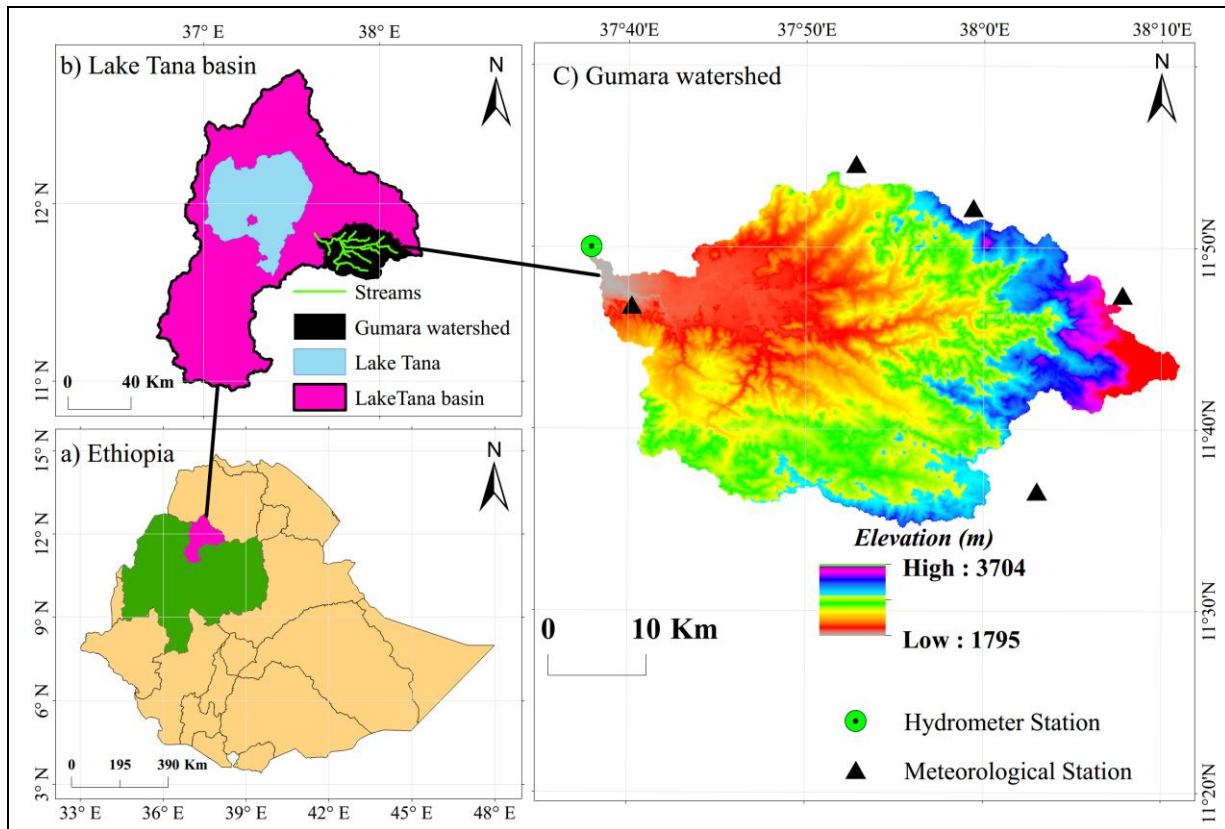 37° E 38° E
b) Lake Tana basin
N
12° N
11° N
Streams
Gumara watershed
Lake Tana
LakeTana basin
0 40 Km
a) Ethiopia
N
15° N
12° N
9° N
6° N
3° N
0 195 390 Km
33° E 36° E 39° E 42° E 45° E 48° E
37°40' E 37°50' E 38°0' E 38°10' E
C) Gumara watershed
N
11°50' N
11°40' N
11°30' N
11°20' N
Elevation (m)
High : 3704
Low : 1795
0 10 Km
Hydrometer Station
Meteorological Station